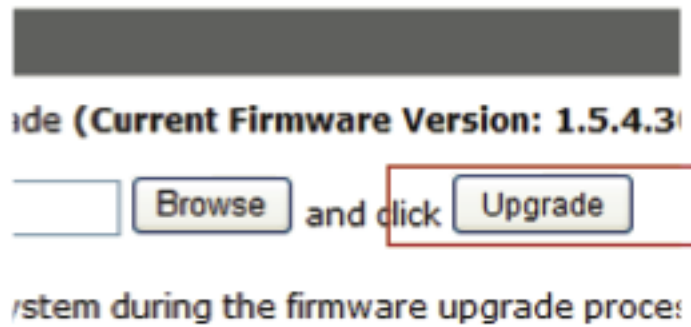 ade (Current Firmware Version: 1.5.4.3
Browse and click Upgrade
ystem during the firmware upgrade proces